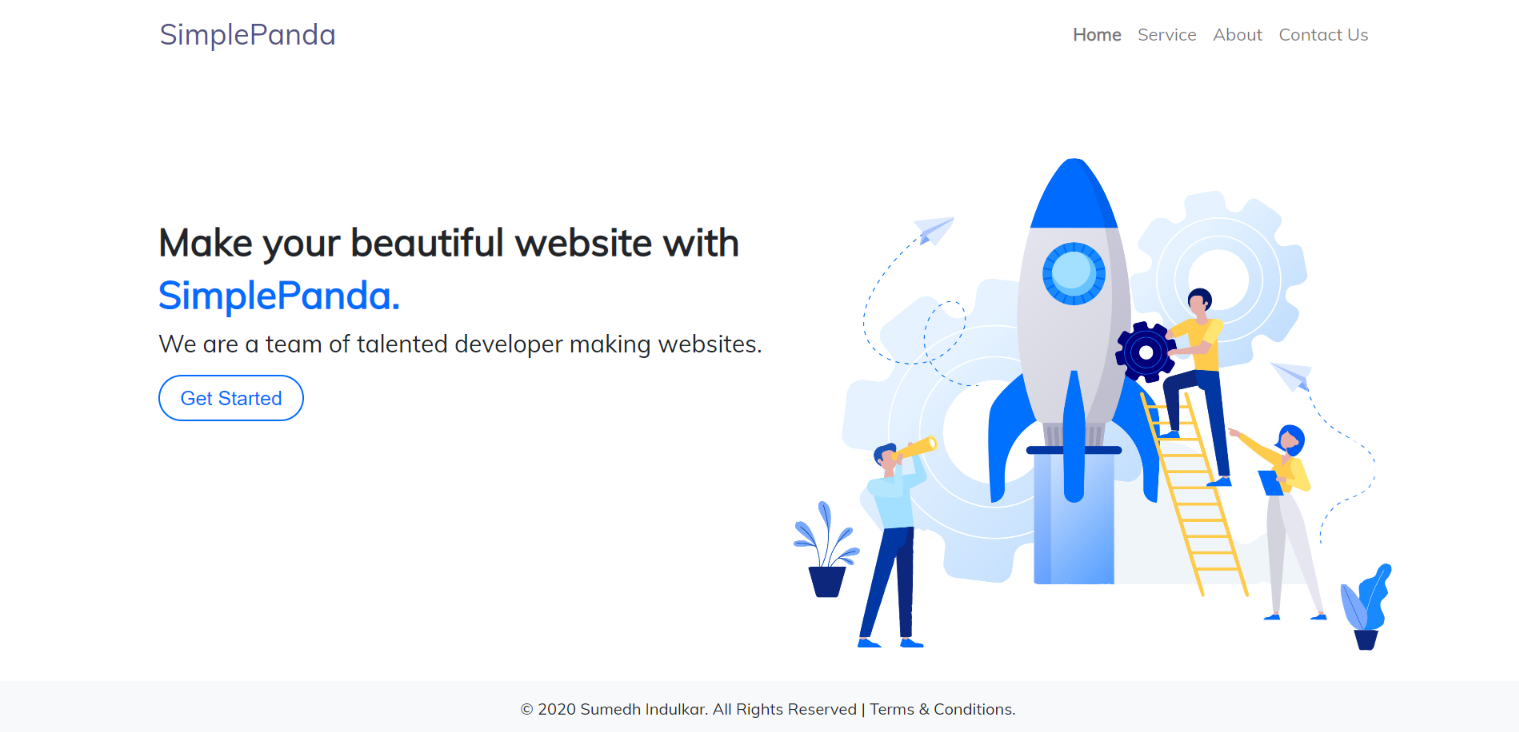 SimplePanda
Home Service About Contact Us
Make your beautiful website with
SimplePanda.
We are a team of talented developer making websites.
Get Started
© 2020 Sumedh Indulkar. All Rights Reserved | Terms & Conditions.